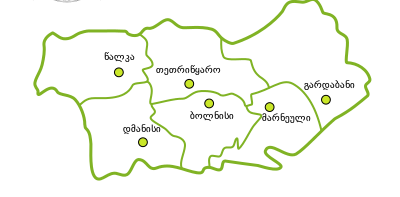 წალკა
თეთრიწყარო
გარდაბანი
ბოლნისი
მარნეული
დმანისი